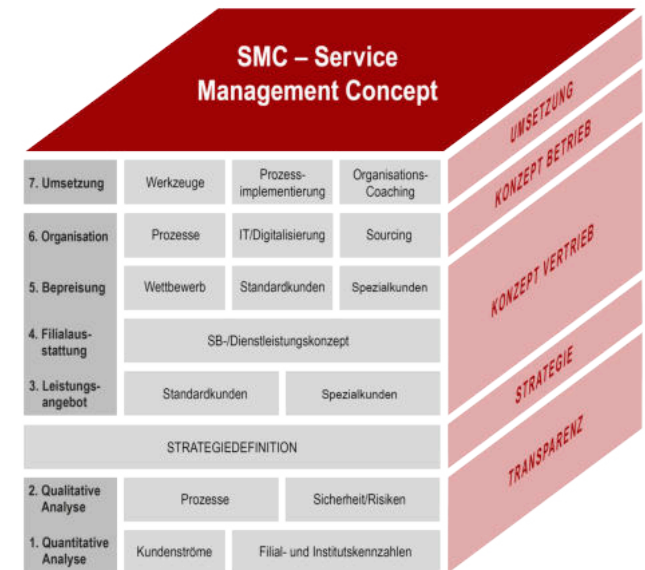 SMC – Service
Management Concept
UMSETZUNG
7. Umsetzung
Werkzeuge
Prozess-
implementierung
Organisations-
Coaching
KONZEPT BETRIEB
6. Organisation
Prozesse
IT/Digitalisierung
Sourcing
KONZEPT VERTRIEB
5. Bepreisung
Wettbewerb
Standardkunden
Spezialkunden
4. Filialaus-
stattung
SB-/Dienstleistungskonzept
3. Leistungs-
angebot
Standardkunden
Spezialkunden
STRATEGIE
STRATEGIEDEFINITION
TRANSPARENZ
2. Qualitative
Analyse
Prozesse
Sicherheit/Risiken
1. Quantitative
Analyse
Kundenströme
Filial- und Institutskennzahlen